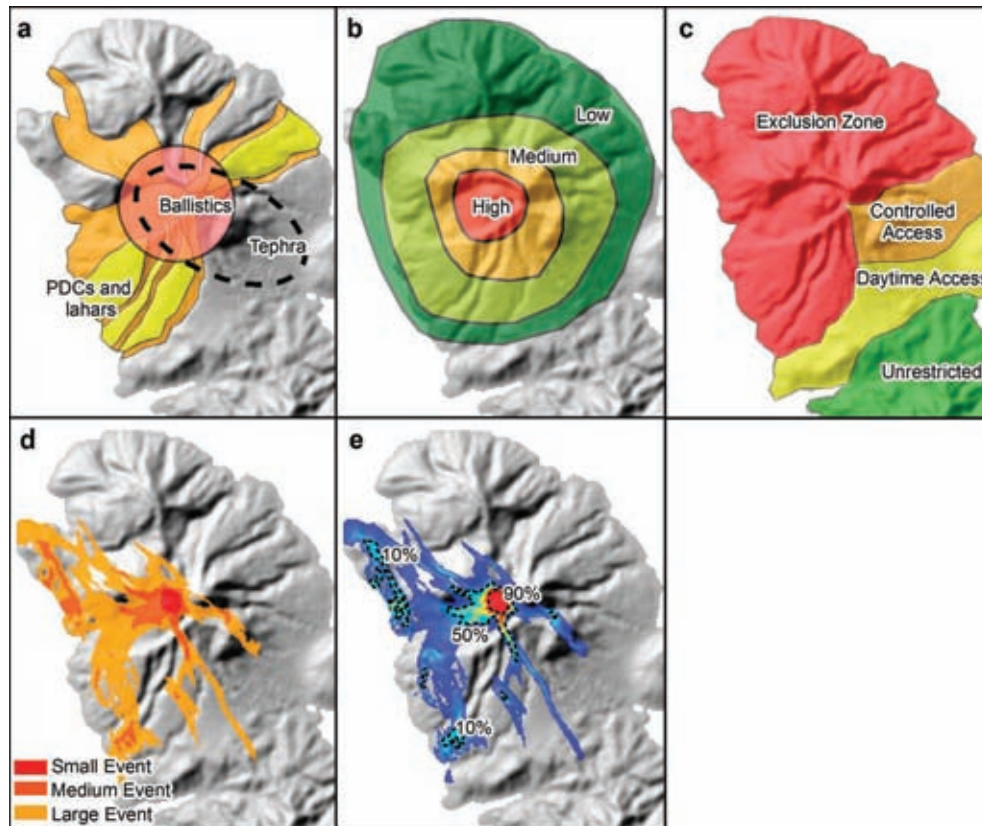 a
Ballistics
Tephra
PDCs and
lahars
b
Low
Medium
High
c
Exclusion Zone
Controlled
Access
Daytime Access
Unrestricted
d
Small Event
Medium Event
Large Event
e
10%
90%
50%
10%